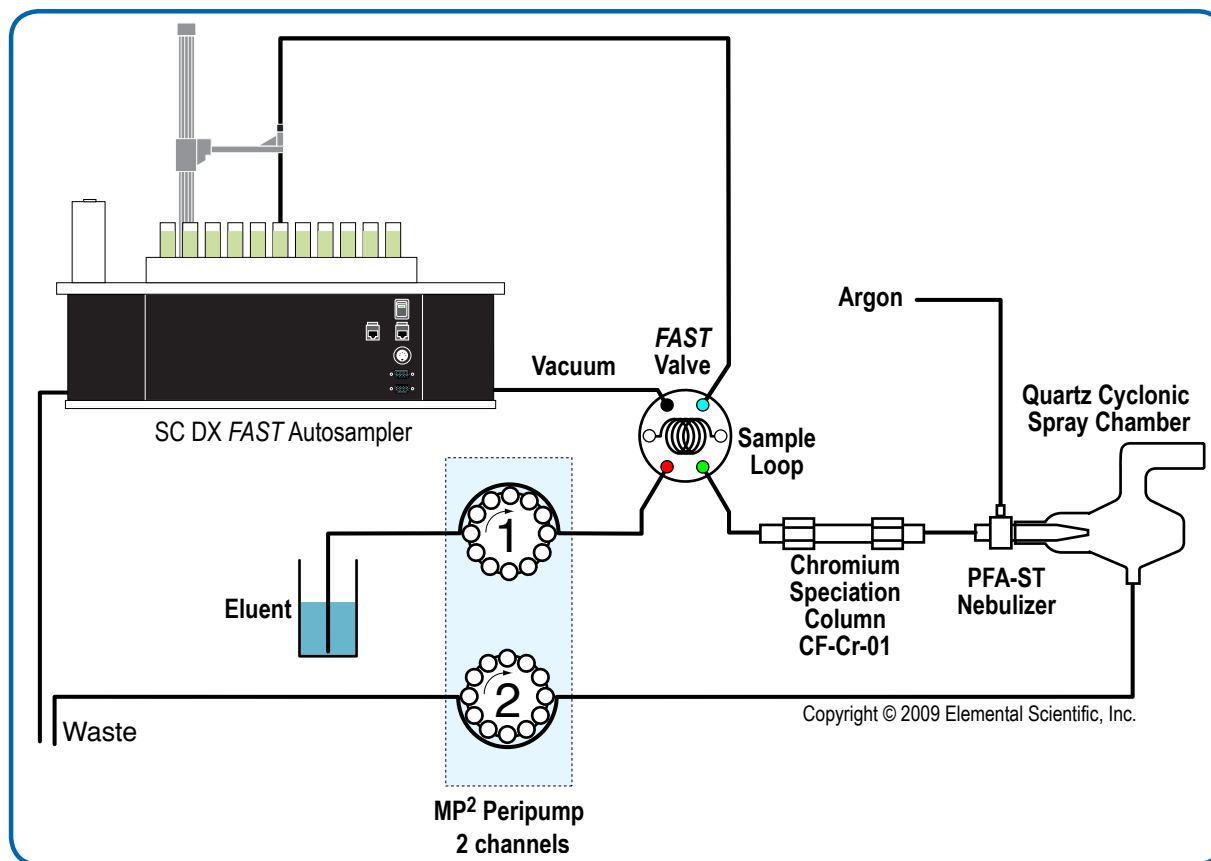 FAST
Valve
Argon
Vacuum
Quartz Cyclonic
Spray Chamber
SC DX FAST Autosampler
Sample
Loop
1
Eluent
Chromium
Speciation
Column
CF-Cr-01
PFA-ST
Nebulizer
2
Waste
Copyright © 2009 Elemental Scientific, Inc.
MP² Peripump
2 channels